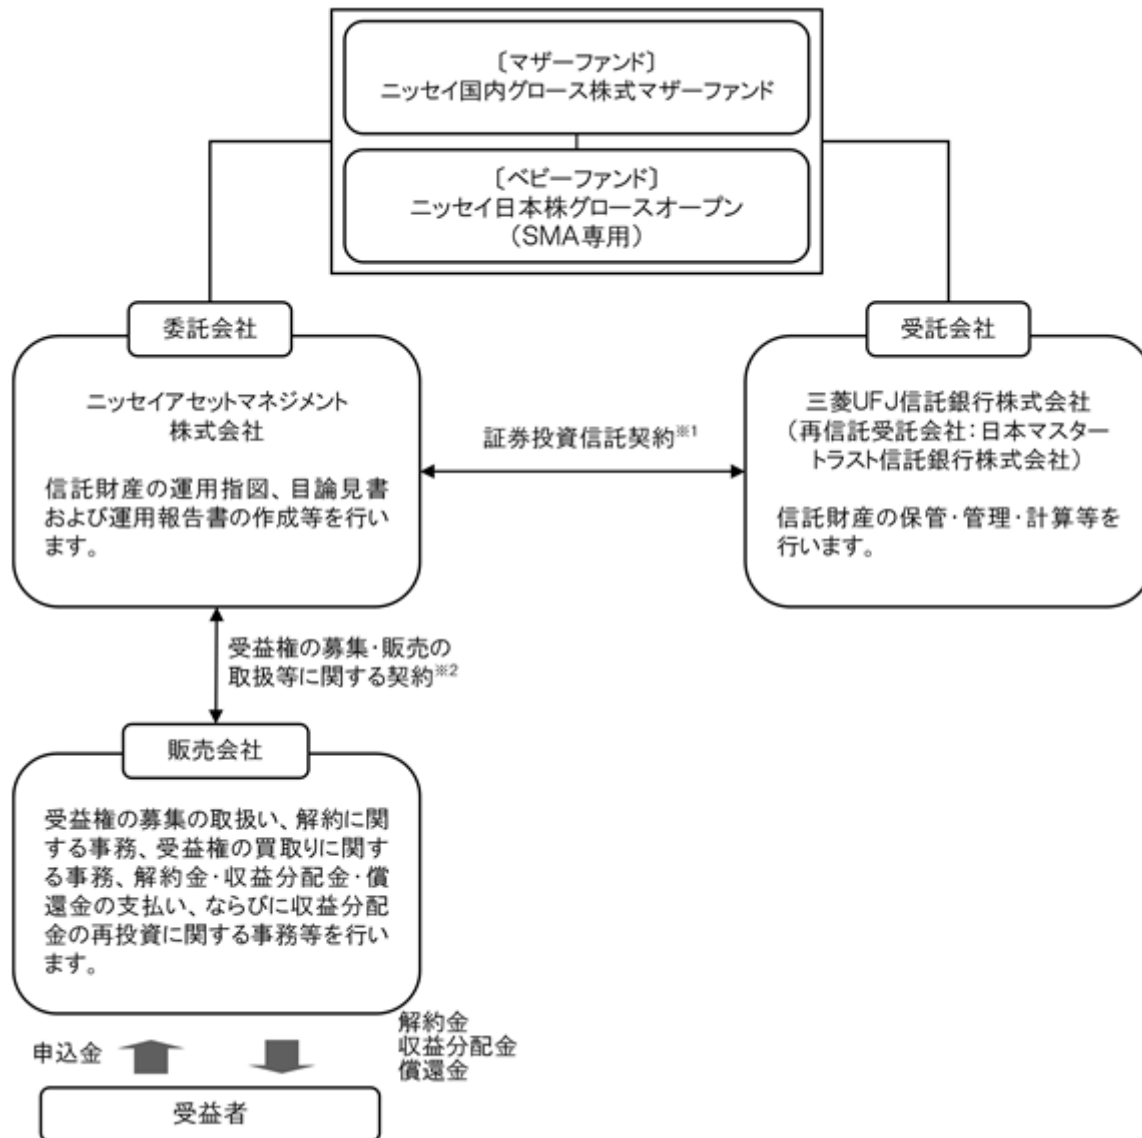 〔マザーファンド〕
ニッセイ国内グロース株式マザーファンド
〔ベビーファンド〕
ニッセイ日本株グロースオープン
（SMA専用）
委託会社
ニッセイアセットマネジメント
株式会社
信託財産の運用指図、目論見書
および運用報告書の作成等を行い
ます。
証券投資信託契約※1
受託会社
三菱UFJ信託銀行株式会社
（再信託受託会社：日本マスター
トラスト信託銀行株式会社）
信託財産の保管・管理・計算等を
行います。
受益権の募集・販売の
取扱等に関する契約※2
販売会社
受益権の募集の取扱い、解約に関
する事務、受益権の買取りに関す
る事務、解約金・収益分配金・償
還金の支払い、ならびに収益分配
金の再投資に関する事務等を行い
ます。
申込金
解約金
収益分配金
償還金
受益者